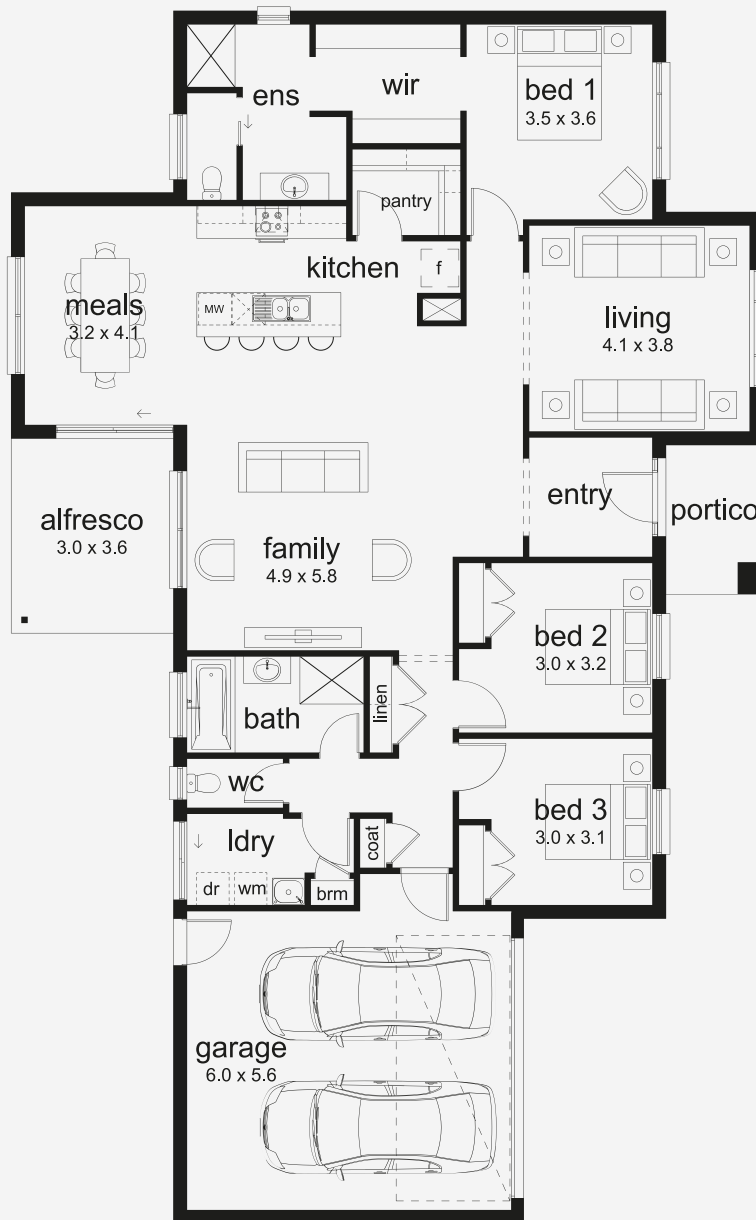 ens
wir
bed 1
3.5 x 3.6
pantry
kitchen
f
meals
3.2 x 4.1
MW
living
4.1 x 3.8
alfresco
3.0 x 3.6
family
4.9 x 5.8
entry
portico
bed 2
3.0 x 3.2
linen
bath
wc
bed 3
3.0 x 3.1
ldry
coat
dr
wm
brm
garage
6.0 x 5.6